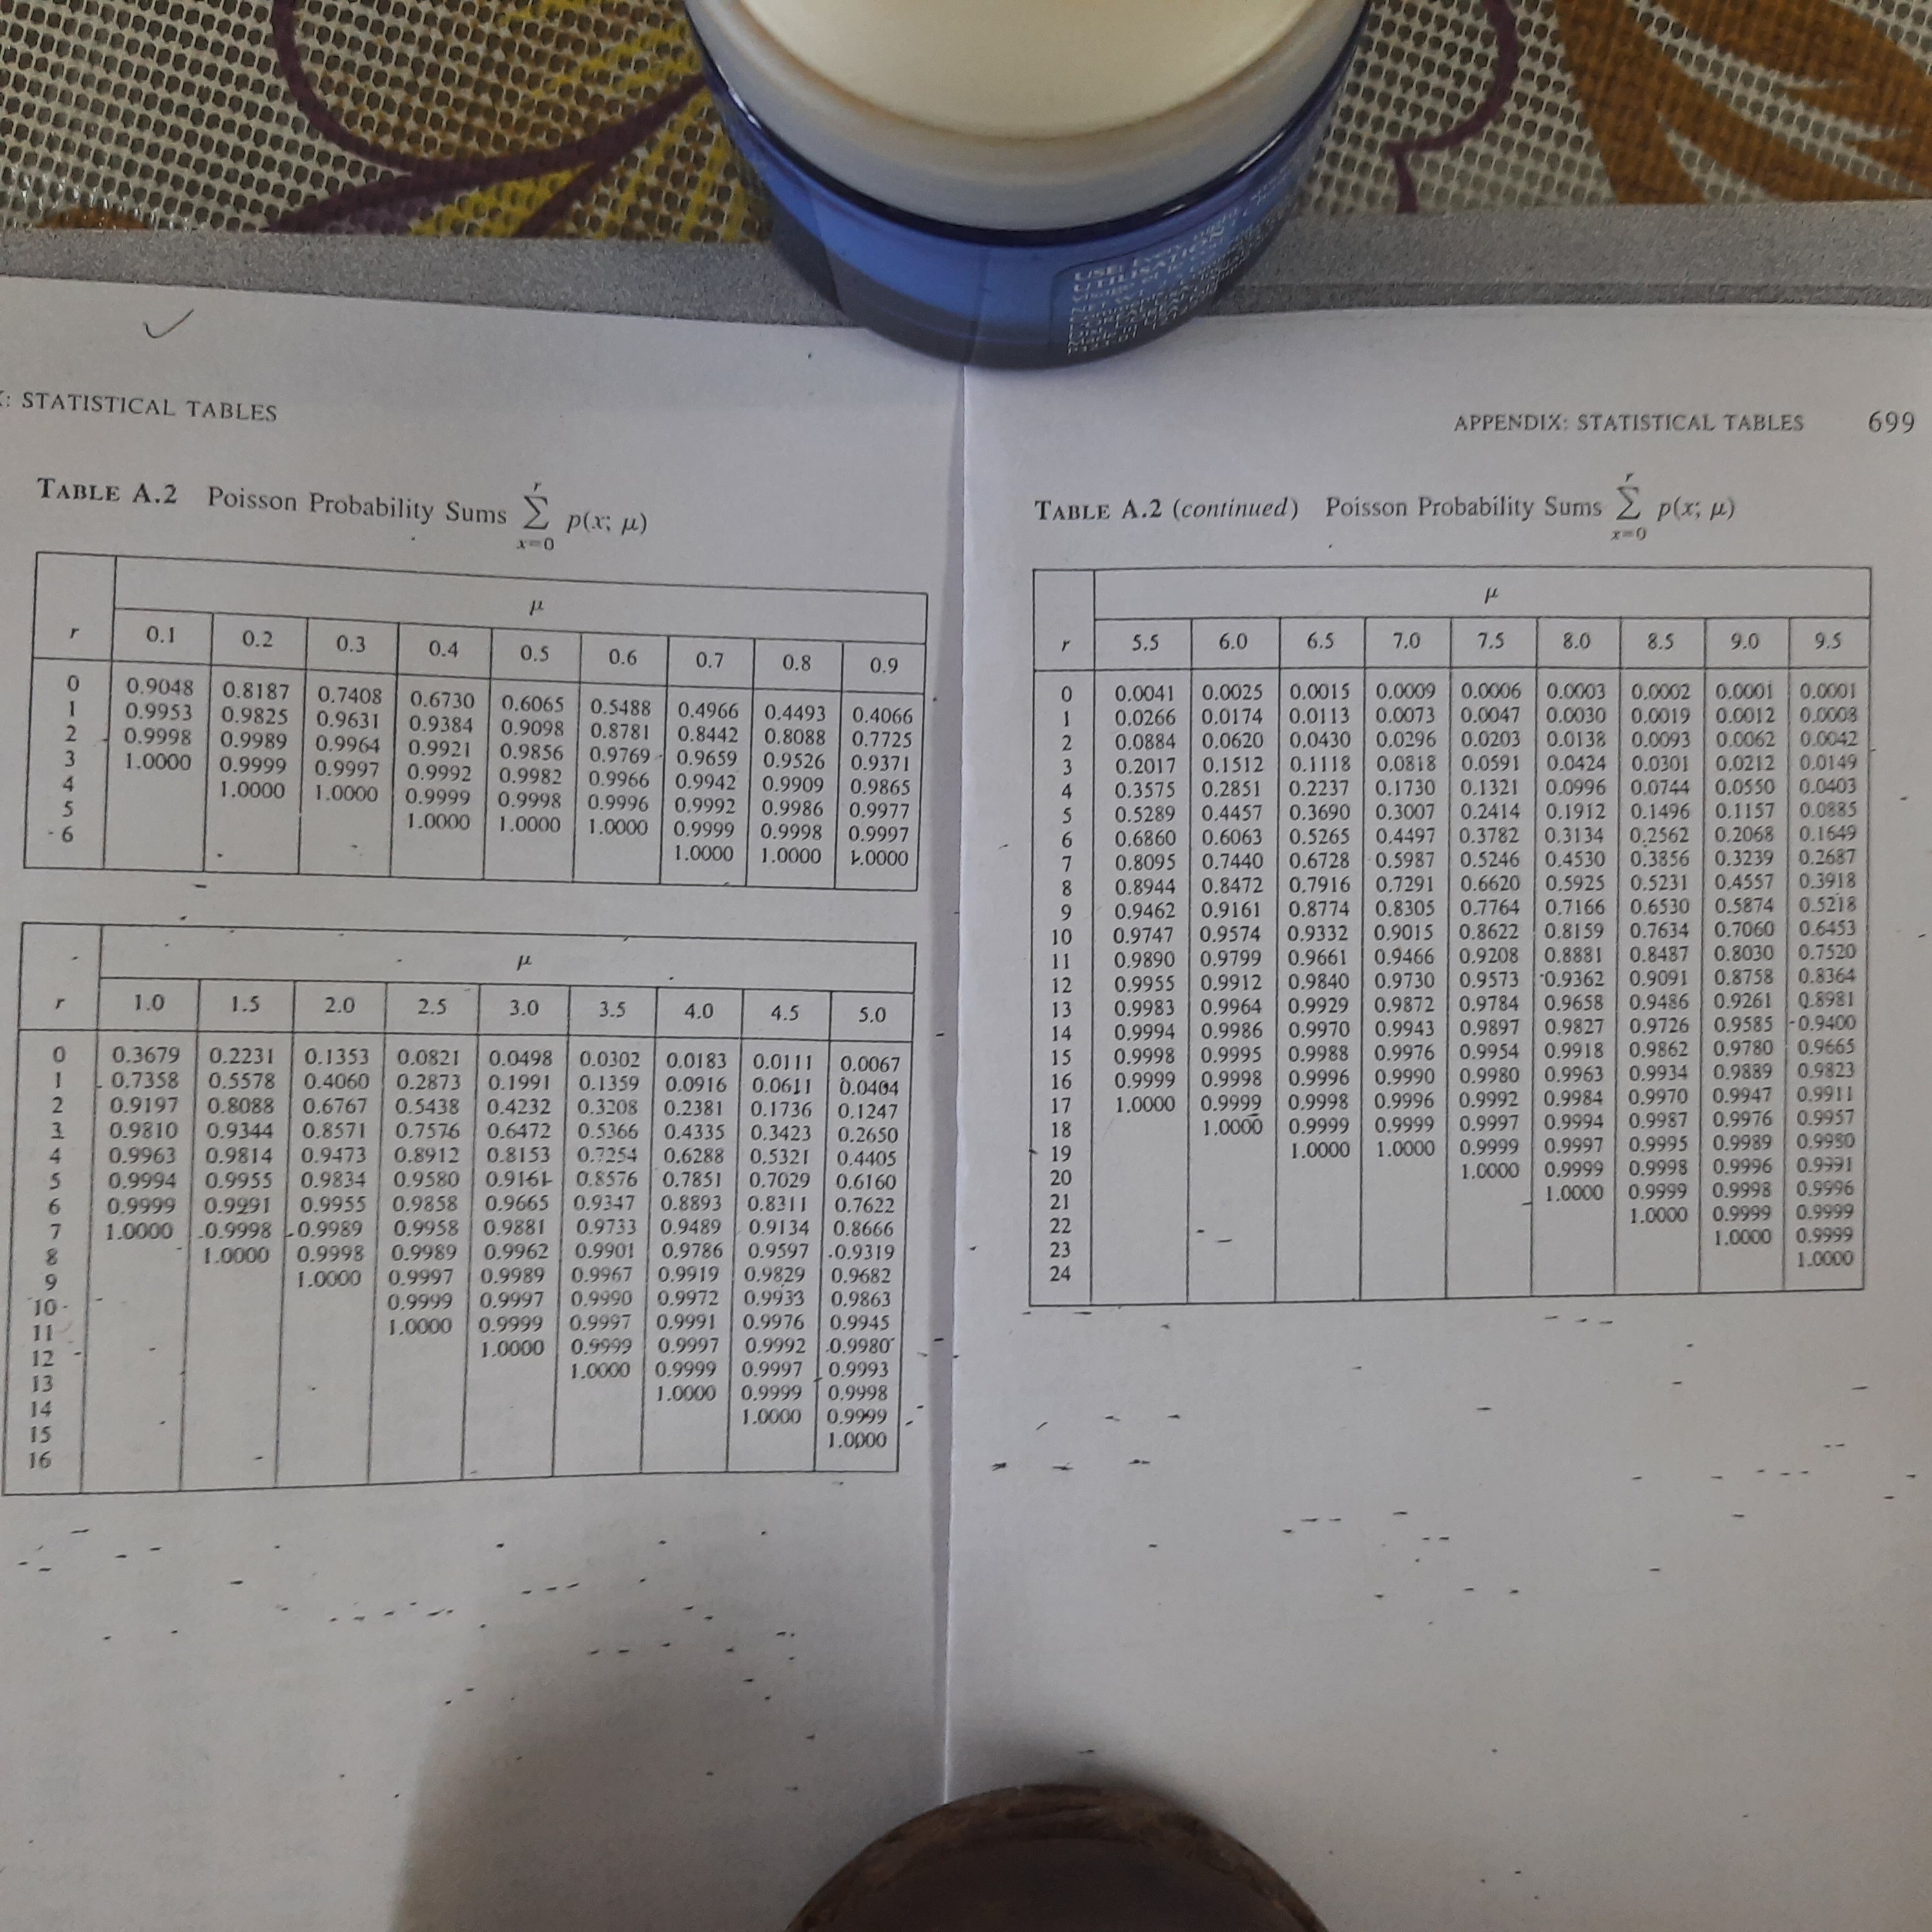 USE:
UTILISATION
X: STATISTICAL TABLES
TABLE A.2 Poisson Probability Sums r Σ x=0 p(x; μ)
μ
r 0.1 0.2 0.3 0.4 0.5 0.6 0.7 0.8 0.9
0 0.9048 0.8187 0.7408 0.6730 0.6065 0.5488 0.4966 0.4493 0.4066
1 0.9953 0.9825 0.9631 0.9384 0.9098 0.8781 0.8442 0.8088 0.7725
2 0.9998 0.9989 0.9964 0.9921 0.9856 0.9769 0.9659 0.9526 0.9371
3 1.0000 0.9999 0.9997 0.9992 0.9982 0.9966 0.9942 0.9909 0.9865
4 1.0000 1.0000 0.9999 0.9998 0.9996 0.9992 0.9986 0.9977
5 1.0000 1.0000 1.0000 0.9999 0.9998 0.9997
6 1.0000 1.0000 1.0000
μ
r 1.0 1.5 2.0 2.5 3.0 3.5 4.0 4.5 5.0
0 0.3679 0.2231 0.1353 0.0821 0.0498 0.0302 0.0183 0.0111 0.0067
1 0.7358 0.5578 0.4060 0.2873 0.1991 0.1359 0.0916 0.0611 0.0404
2 0.9197 0.8088 0.6767 0.5438 0.4232 0.3208 0.2381 0.1736 0.1247
3 0.9810 0.9344 0.8571 0.7576 0.6472 0.5366 0.4335 0.3423 0.2650
4 0.9963 0.9814 0.9473 0.8912 0.8153 0.7254 0.6288 0.5321 0.4405
5 0.9994 0.9955 0.9834 0.9580 0.9161 0.8576 0.7851 0.7029 0.6160
6 0.9999 0.9991 0.9955 0.9858 0.9665 0.9347 0.8893 0.8311 0.7622
7 1.0000 0.9998 0.9989 0.9958 0.9881 0.9733 0.9489 0.9134 0.8666
8 1.0000 0.9998 0.9989 0.9962 0.9901 0.9786 0.9597 0.9319
9 1.0000 0.9997 0.9989 0.9967 0.9919 0.9829 0.9682
10 0.9999 0.9997 0.9990 0.9972 0.9933 0.9863
11 1.0000 0.9999 0.9997 0.9991 0.9976 0.9945
12 1.0000 0.9999 0.9997 0.9992 0.9980
13 1.0000 0.9999 0.9997 0.9993
14 1.0000 0.9999 0.9998
15 1.0000 0.9999
16 1.0000
APPENDIX: STATISTICAL TABLES 699
TABLE A.2 (continued) Poisson Probability Sums r Σ x=0 p(x; μ)
μ
r 5.5 6.0 6.5 7.0 7.5 8.0 8.5 9.0 9.5
0 0.0041 0.0025 0.0015 0.0009 0.0006 0.0003 0.0002 0.0001 0.0001
1 0.0266 0.0174 0.0113 0.0073 0.0047 0.0030 0.0019 0.0012 0.0008
2 0.0884 0.0620 0.0430 0.0296 0.0203 0.0138 0.0093 0.0062 0.0042
3 0.2017 0.1512 0.1118 0.0818 0.0591 0.0424 0.0301 0.0212 0.0149
4 0.3575 0.2851 0.2237 0.1730 0.1321 0.0996 0.0744 0.0550 0.0403
5 0.5289 0.4457 0.3690 0.3007 0.2414 0.1912 0.1496 0.1157 0.0885
6 0.6860 0.6063 0.5265 0.4497 0.3782 0.3134 0.2562 0.2068 0.1649
7 0.8095 0.7440 0.6728 0.5987 0.5246 0.4530 0.3856 0.3239 0.2687
8 0.8944 0.8472 0.7916 0.7291 0.6620 0.5925 0.5231 0.4557 0.3918
9 0.9462 0.9161 0.8774 0.8305 0.7764 0.7166 0.6530 0.5874 0.5218
10 0.9747 0.9574 0.9332 0.9015 0.8622 0.8159 0.7634 0.7060 0.6453
11 0.9890 0.9799 0.9661 0.9466 0.9208 0.8881 0.8487 0.8030 0.7520
12 0.9955 0.9912 0.9840 0.9730 0.9573 0.9362 0.9091 0.8758 0.8364
13 0.9983 0.9964 0.9929 0.9872 0.9784 0.9658 0.9486 0.9261 0.8981
14 0.9994 0.9986 0.9970 0.9943 0.9897 0.9827 0.9726 0.9585 0.9400
15 0.9998 0.9995 0.9988 0.9976 0.9954 0.9918 0.9862 0.9780 0.9665
16 0.9999 0.9998 0.9996 0.9990 0.9980 0.9963 0.9934 0.9889 0.9823
17 1.0000 0.9999 0.9998 0.9996 0.9992 0.9984 0.9970 0.9947 0.9911
18 1.0000 0.9999 0.9999 0.9997 0.9994 0.9987 0.9976 0.9957
19 1.0000 1.0000 0.9999 0.9997 0.9995 0.9989 0.9980
20 1.0000 0.9999 0.9998 0.9996 0.9991
21 1.0000 0.9999 0.9998 0.9996
22 1.0000 0.9999 0.9999
23 1.0000 0.9999
24 1.0000